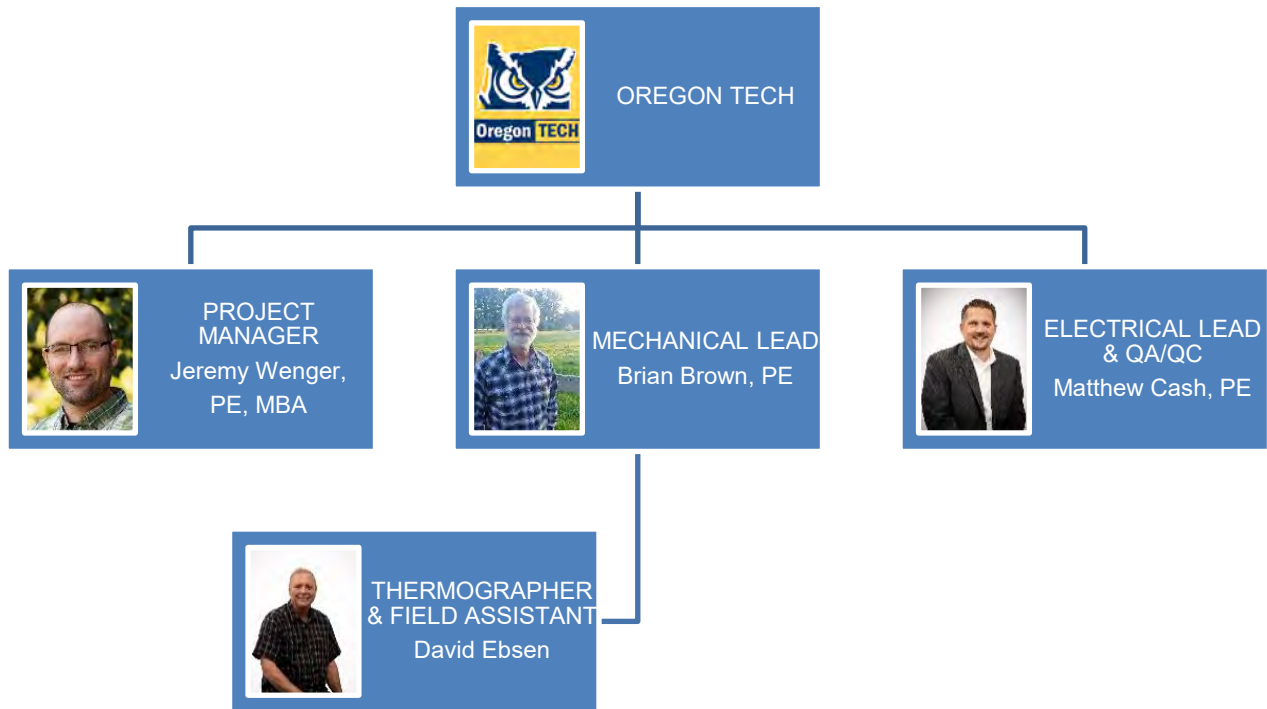 Oregon TECH
OREGON TECH
PROJECT
MANAGER
Jeremy Wenger,
PE, MBA
MECHANICAL LEAD
Brian Brown, PE
ELECTRICAL LEAD
& QA/QC
Matthew Cash, PE
THERMOGRAPHER
& FIELD ASSISTANT
David Ebsen